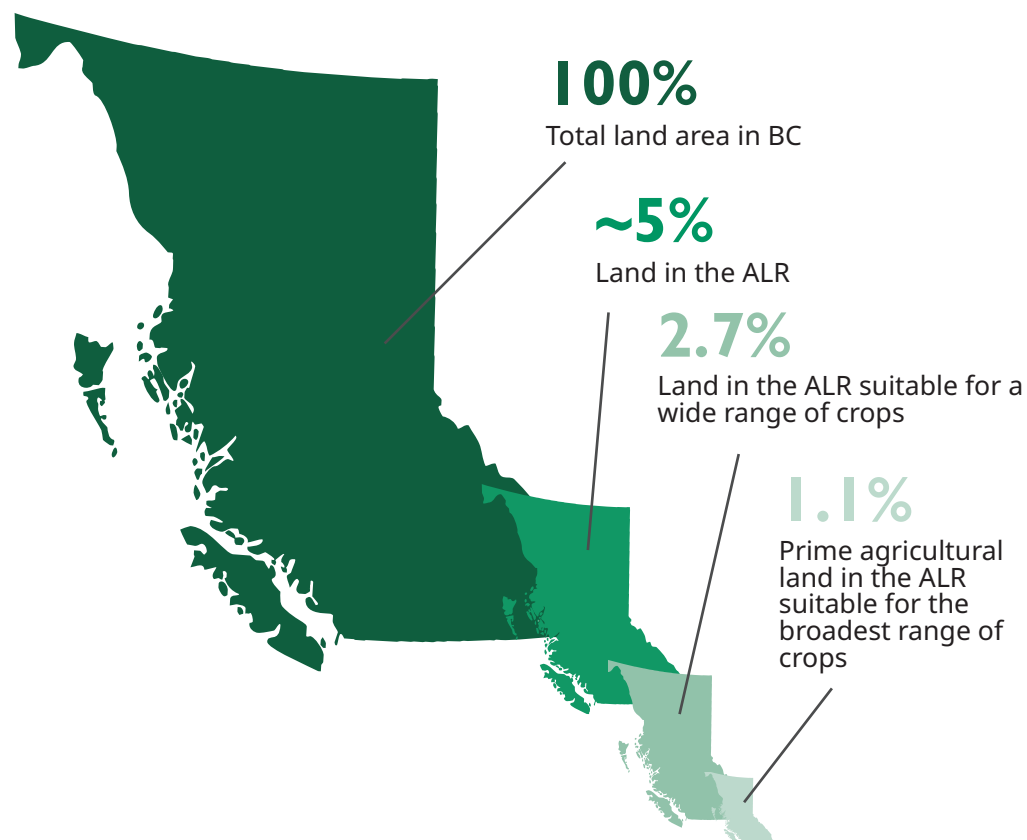 100%
Total land area in BC
~5%
Land in the ALR
2.7%
Land in the ALR suitable for a
wide range of crops
1.1%
Prime agricultural
land in the ALR
suitable for the
broadest range of
crops